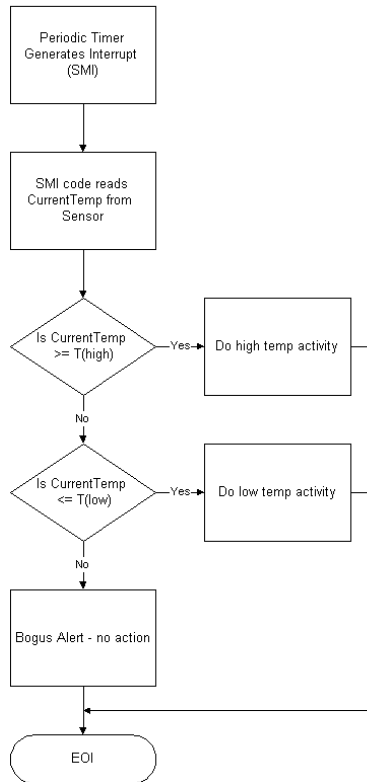 Periodic Timer
Generates Interrupt
(SMI)
SMI code reads
CurrentTemp from
Sensor
Is CurrentTemp
>= T(high)
Yes
Do high temp activity
No
Is CurrentTemp
<= T(low)
Yes
Do low temp activity
No
Bogus Alert - no action
EOI